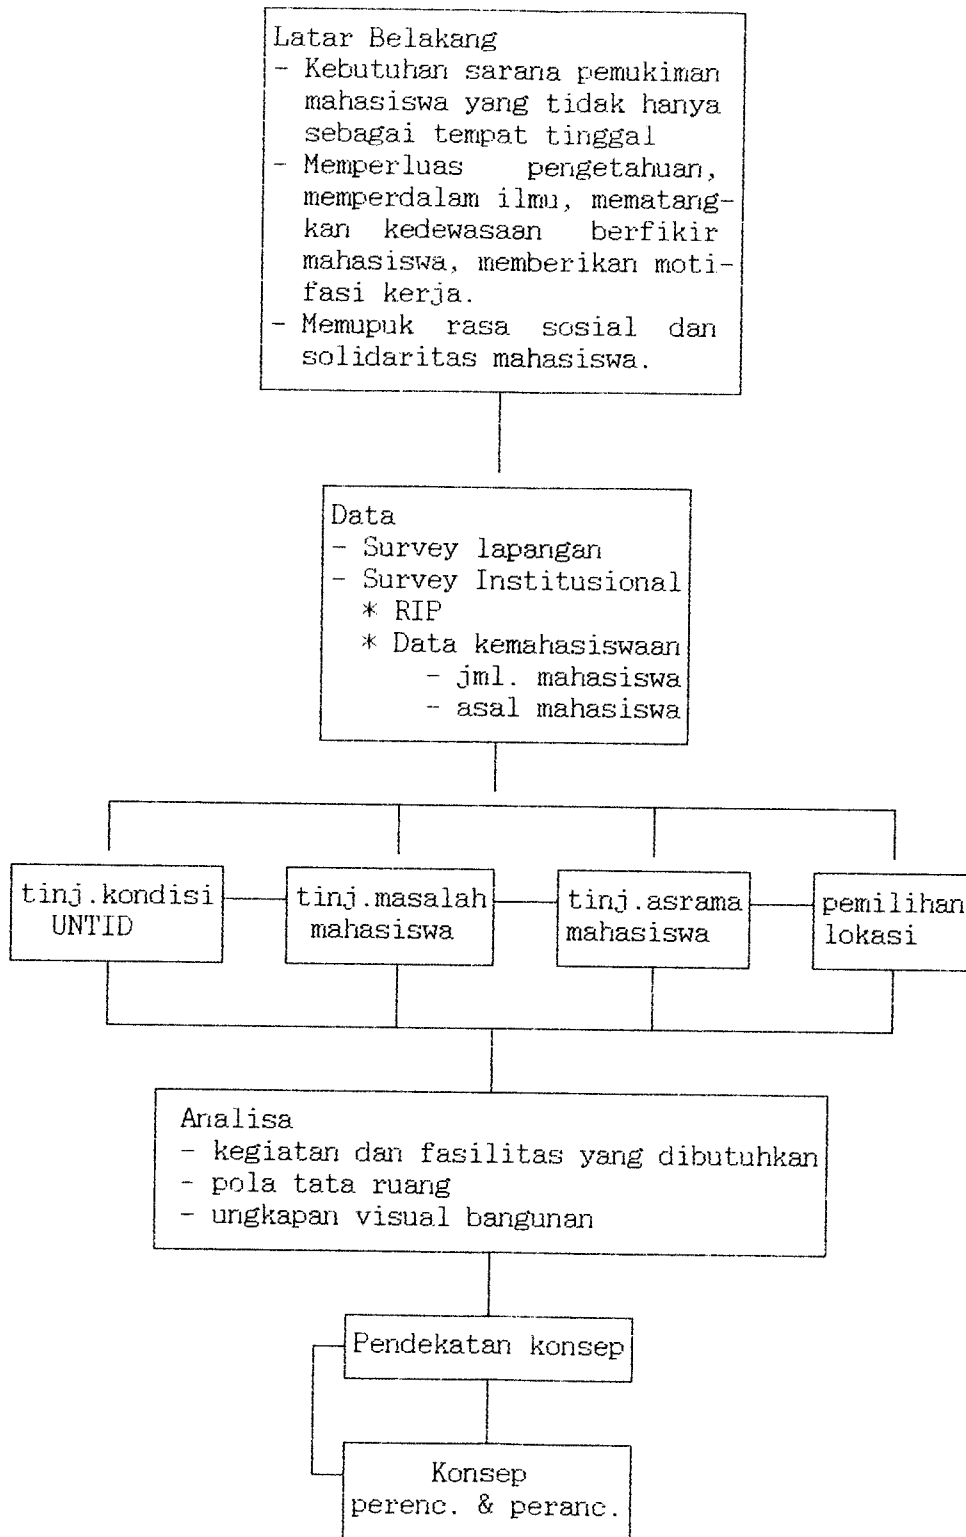 Latar Belakang
- Kebutuhan sarana pemukiman
mahasiswa yang tidak hanya
sebagai tempat tinggal
- Memperluas pengetahuan,
memperdalam ilmu, mematang-
kan kedewasaan berfikir
mahasiswa, memberikan moti-
fasi kerja.
- Memupuk rasa sosial dan
solidaritas mahasiswa.
Data
- Survey lapangan
- Survey Institusional
* RIP
* Data kemahasiswaan
- jml. mahasiswa
- asal mahasiswa
tinj.kondisi
UNTID
tinj.masalah
mahasiswa
tinj.asrama
mahasiswa
pemilihan
lokasi
Analisa
- kegiatan dan fasilitas yang dibutuhkan
- pola tata ruang
- ungkapan visual bangunan
Pendekatan konsep
Konsep
perenc. & peranc.